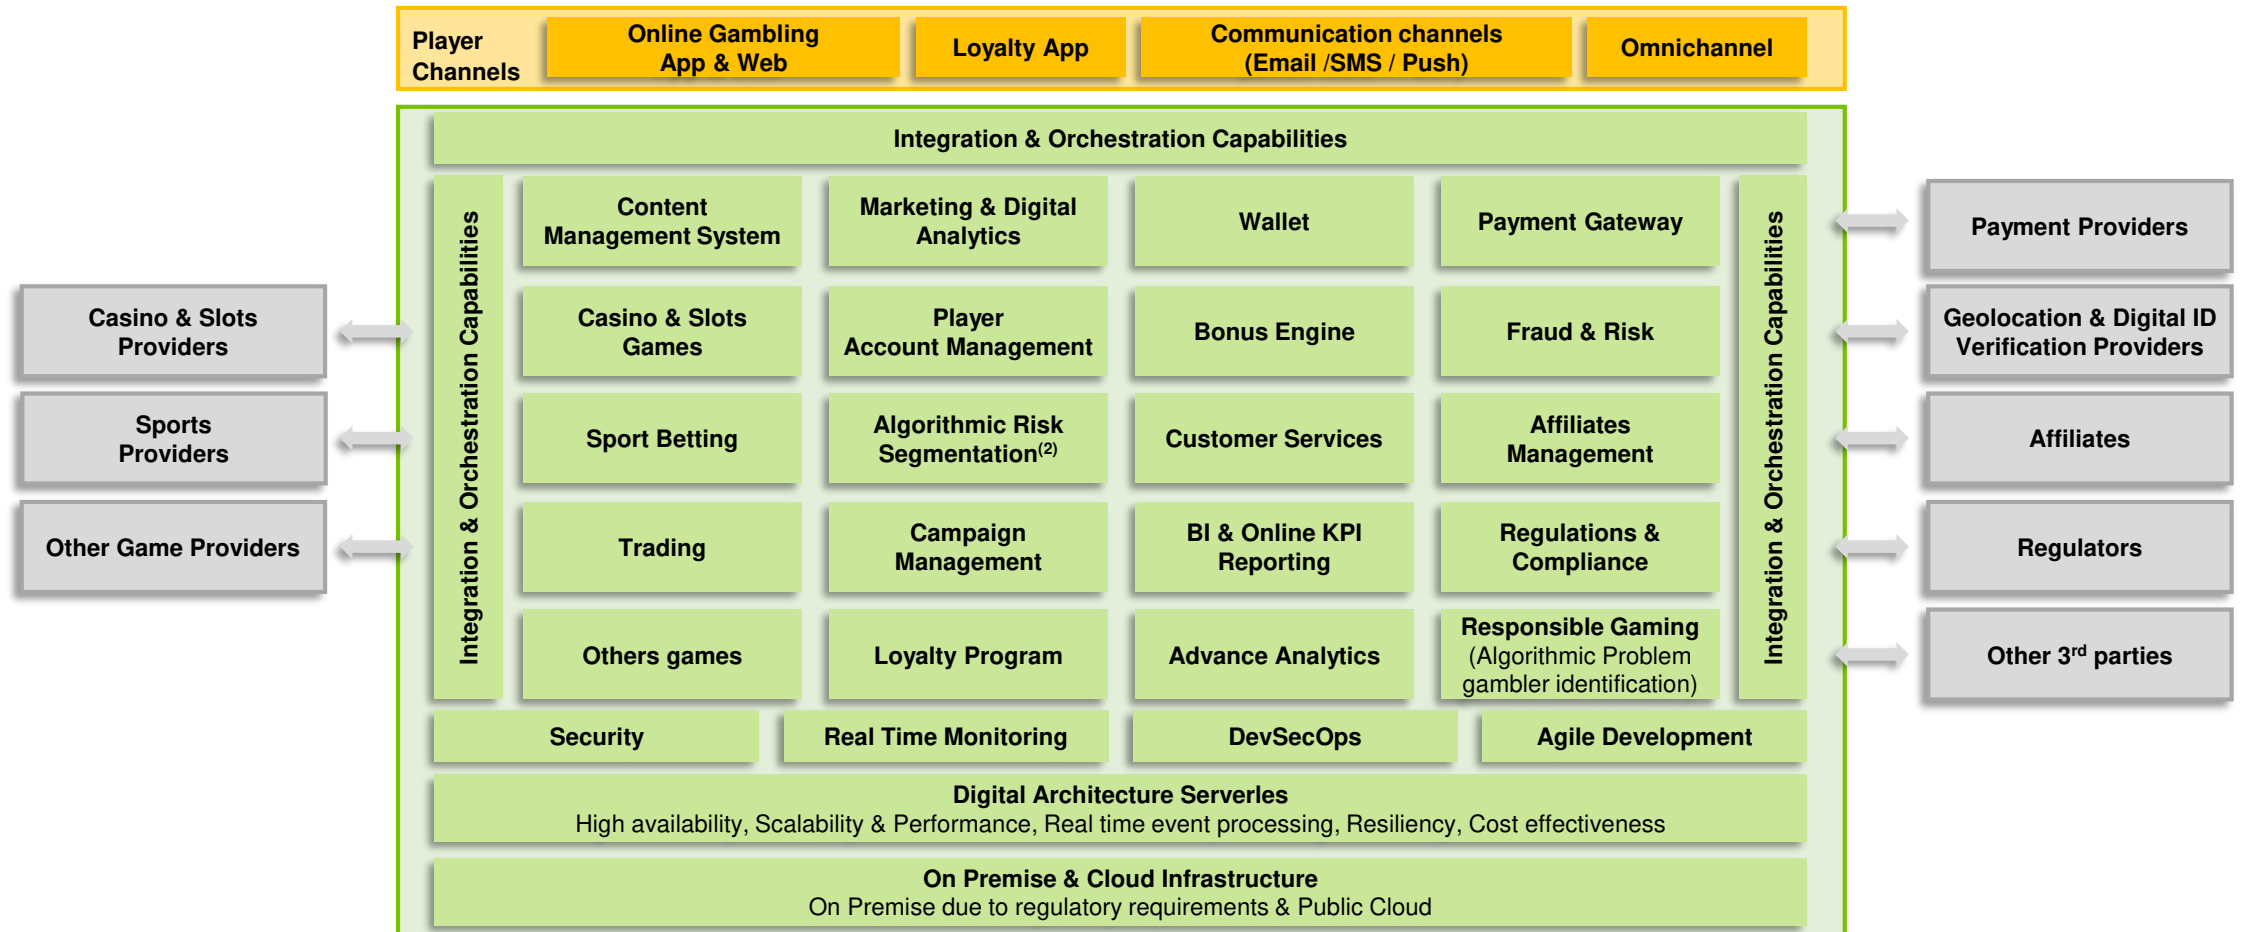 Player
Channels
Online Gambling
App & Web
Loyalty App
Communication channels
(Email /SMS / Push)
Omnichannel
Integration & Orchestration Capabilities
Integration & Orchestration Capabilities
Content
Management System
Marketing & Digital
Analytics
Wallet
Payment Gateway
Integration & Orchestration Capabilities
Payment Providers
Casino & Slots
Providers
Casino & Slots
Games
Player
Account Management
Bonus Engine
Fraud & Risk
Geolocation & Digital ID
Verification Providers
Sports
Providers
Sport Betting
Algorithmic Risk
Segmentation(2)
Customer Services
Affiliates
Management
Affiliates
Other Game Providers
Trading
Campaign
Management
BI & Online KPI
Reporting
Regulations &
Compliance
Regulators
Others games
Loyalty Program
Advance Analytics
Responsible Gaming
(Algorithmic Problem
gambler identification)
Other 3rd parties
Security
Real Time Monitoring
DevSecOps
Agile Development
Digital Architecture Serverles
High availability, Scalability & Performance, Real time event processing, Resiliency, Cost effectiveness
On Premise & Cloud Infrastructure
On Premise due to regulatory requirements & Public Cloud